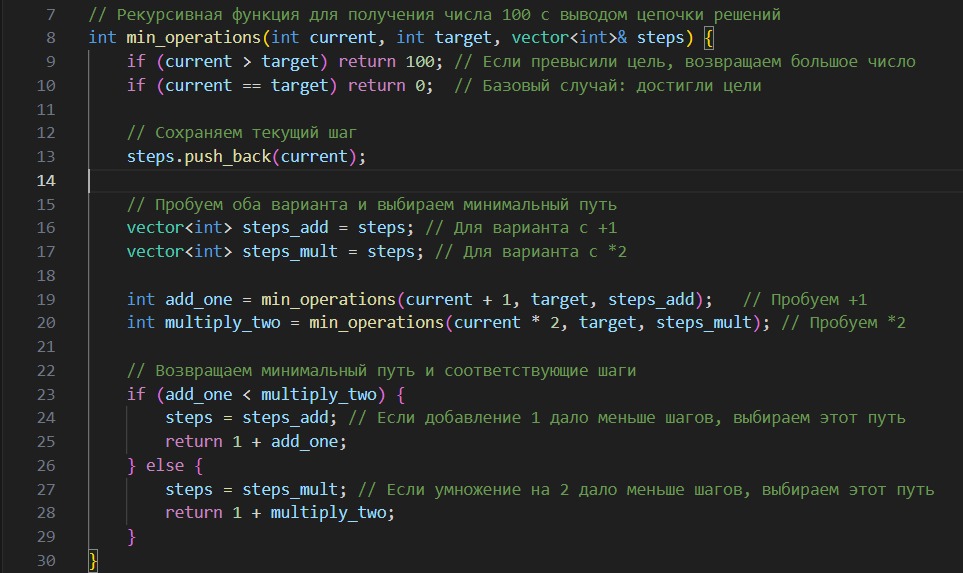 7 // Рекурсивная функция для получения числа 100 с выводом цепочки решений
8 int min_operations(int current, int target, vector<int>& steps) {
9     if (current > target) return 100; // Если превысили цель, возвращаем большое число
10     if (current == target) return 0;  // Базовый случай: достигли цели
11
12     // Сохраняем текущий шаг
13     steps.push_back(current);
14
15     // Пробуем оба варианта и выбираем минимальный путь
16     vector<int> steps_add = steps; // Для варианта с +1
17     vector<int> steps_mult = steps; // Для варианта с *2
18
19     int add_one = min_operations(current + 1, target, steps_add);   // Пробуем +1
20     int multiply_two = min_operations(current * 2, target, steps_mult); // Пробуем *2
21
22     // Возвращаем минимальный путь и соответствующие шаги
23     if (add_one < multiply_two) {
24         steps = steps_add; // Если добавление 1 дало меньше шагов, выбираем этот путь
25         return 1 + add_one;
26     } else {
27         steps = steps_mult; // Если умножение на 2 дало меньше шагов, выбираем этот путь
28         return 1 + multiply_two;
29     }
30 }